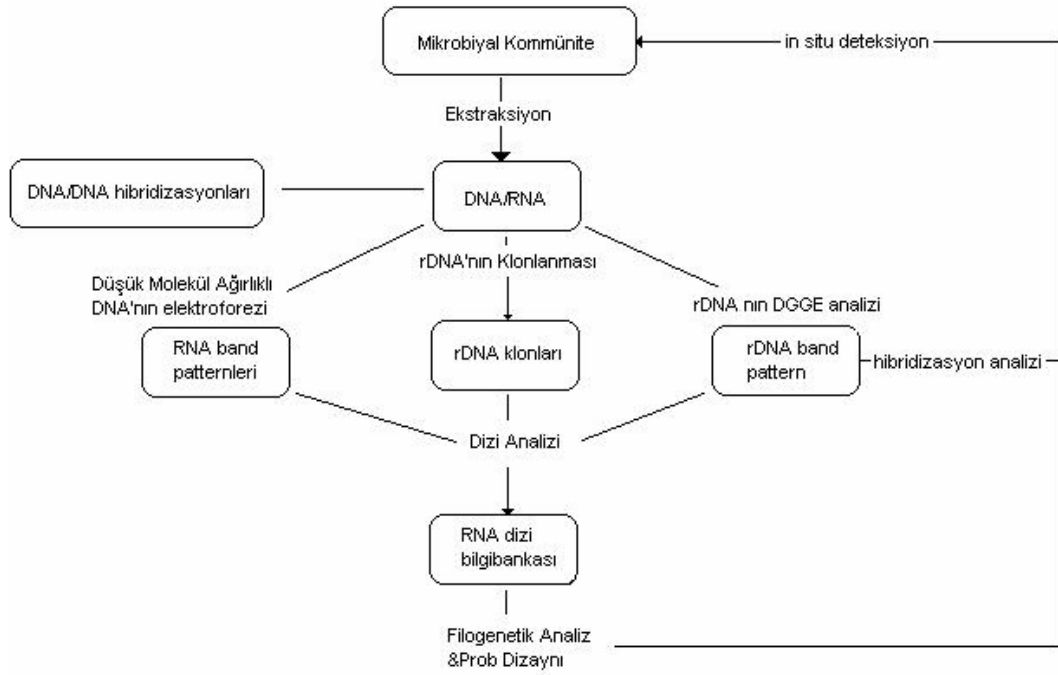 Mikrobiyal Kommünite
in situ deteksiyon
Ekstraksiyon
DNA/DNA hibridizasyonları
DNA/RNA
rDNA'nın Klonlanması
Düşük Molekül Ağırlıklı
DNA'nın elektroforezi
rDNA nın DGGE analizi
RNA band
patternleri
rDNA klonları
rDNA band
pattern
hibridizasyon analizi
Dizi Analizi
RNA dizi
bilgibankası
Filogenetik Analiz
&Prob Dizaynı